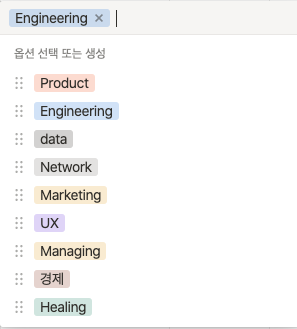 Engineering ×
옵션 선택 또는 생성
Product
Engineering
data
Network
Marketing
UX
Managing
경제
Healing